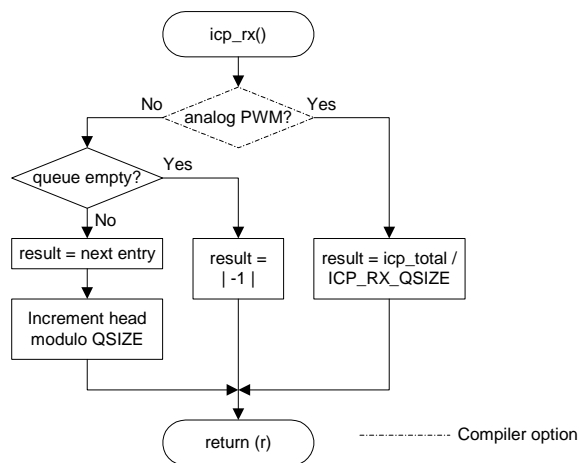 icp_rx()
No
analog PWM?
Yes
queue empty?
Yes
No
result = next entry
result =
| -1 |
result = icp_total /
ICP_RX_QSIZE
Increment head
modulo QSIZE
return (r)
Compiler option